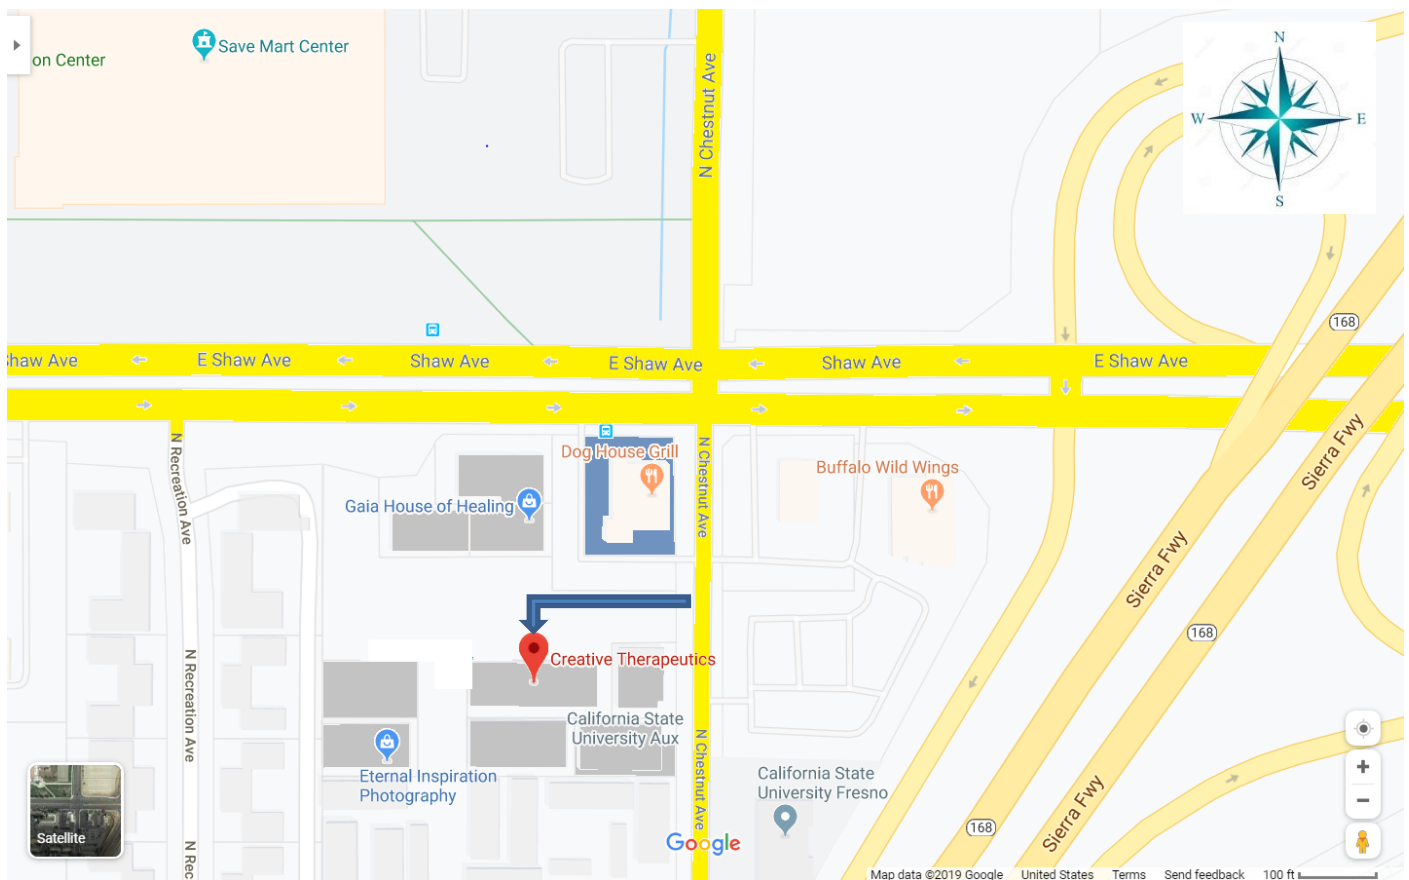 Save Mart Center
on Center
N Chestnut Ave
N
W
E
S
168
Shaw Ave
E Shaw Ave
Shaw Ave
E Shaw Ave
Shaw Ave
E Shaw Ave
N Recreation Ave
Dog House Grill
Gaia House of Healing
N Chestnut Ave
Buffalo Wild Wings
Sierra Fwy
Sierra Fwy
168
Creative Therapeutics
N Recreation Ave
California State
University Aux
N Chestnut Ave
Eternal Inspiration
Photography
California State
University Fresno
Sierra Fwy
168
Satellite
N Rec
Google
Map data ©2019 Google
United States
Terms
Send feedback
100 ft